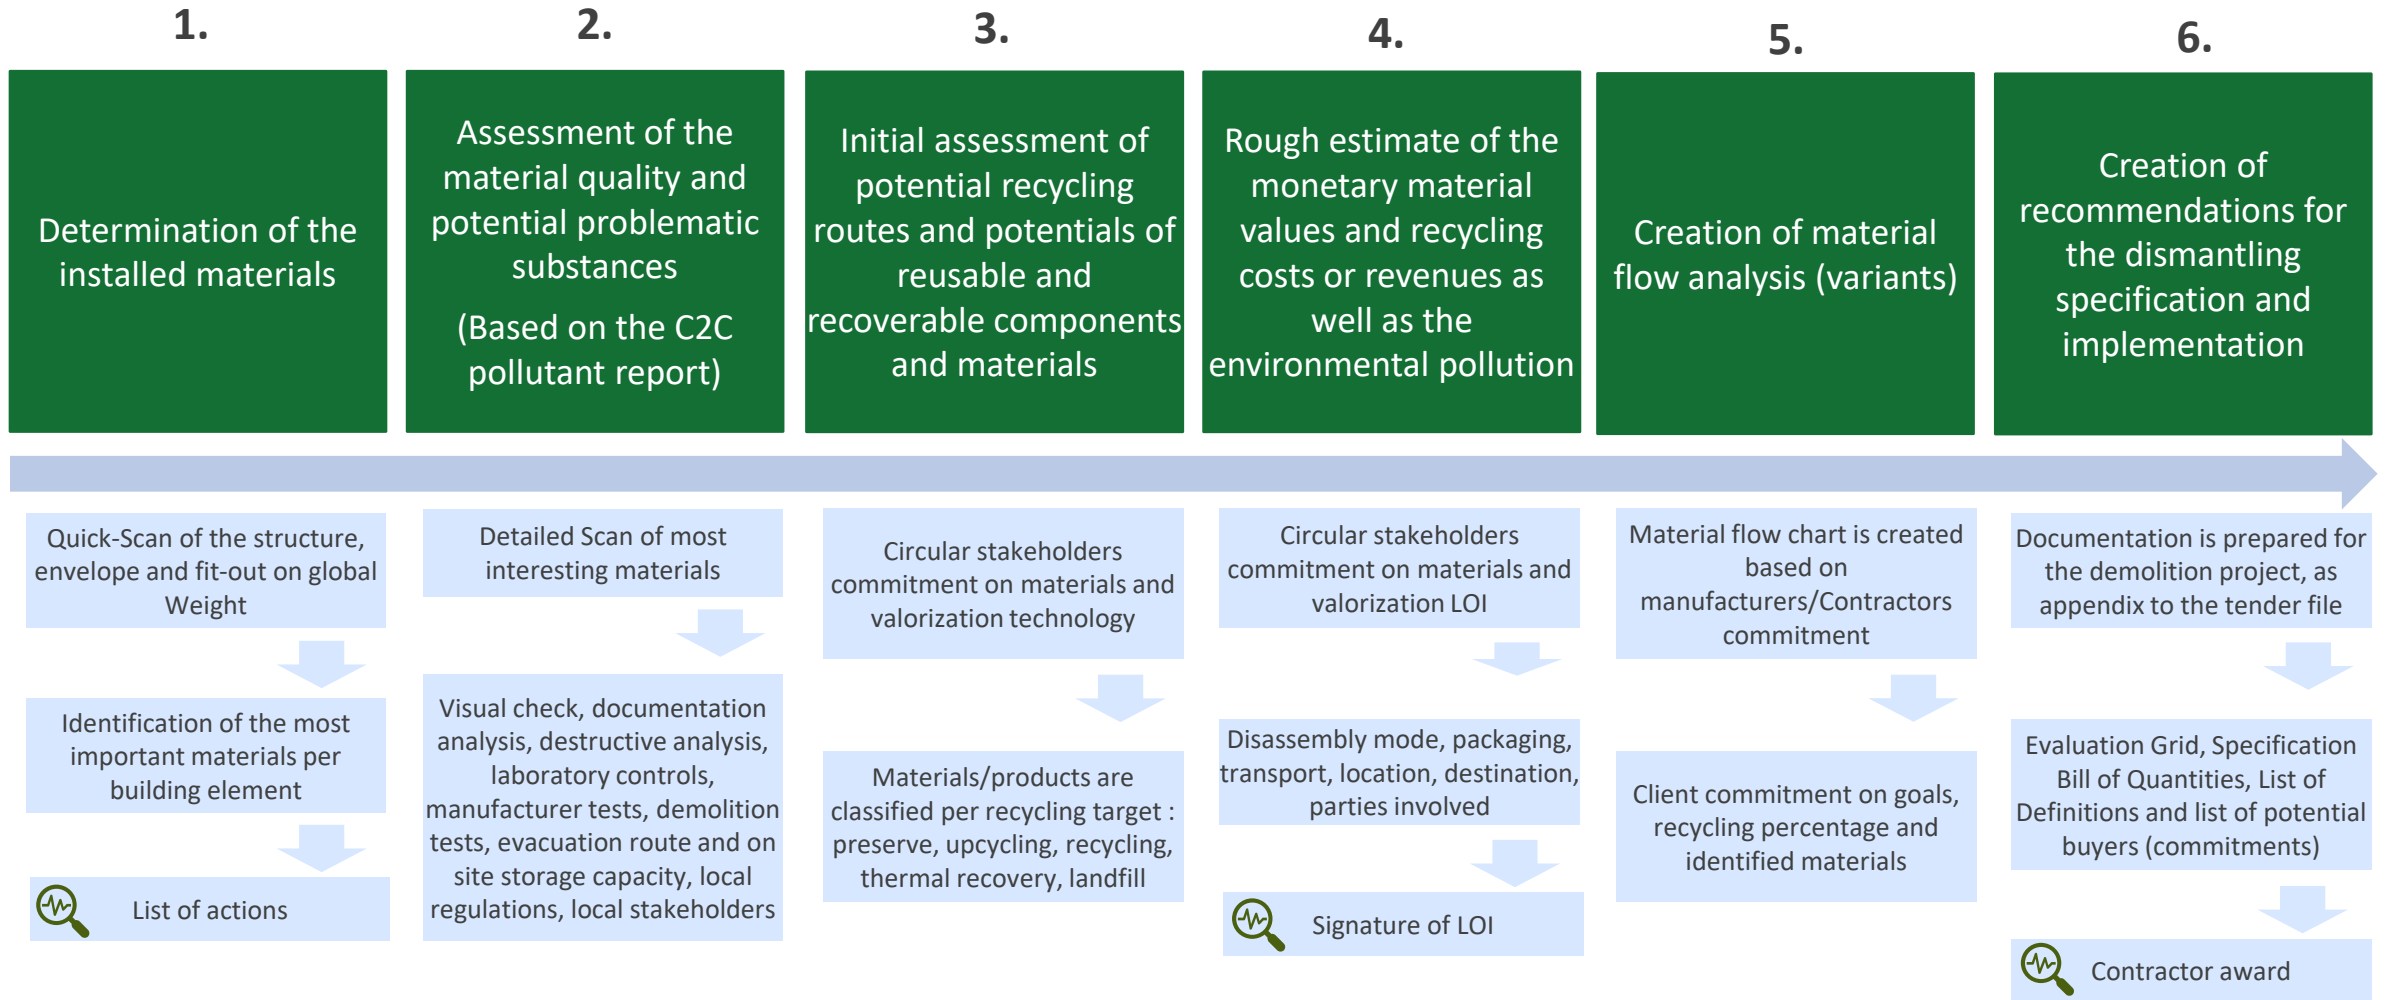 1.
Determination of the
installed materials
Quick-Scan of the structure,
envelope and fit-out on global
Weight
Identification of the most
important materials per
building element
List of actions
2.
Assessment of the
material quality and
potential problematic
substances
(Based on the C2C
pollutant report)
Detailed Scan of most
interesting materials
Visual check, documentation
analysis, destructive analysis,
laboratory controls,
manufacturer tests, demolition
tests, evacuation route and on
site storage capacity, local
regulations, local stakeholders
3.
Initial assessment of
potential recycling
routes and potentials of
reusable and
recoverable components
and materials
Circular stakeholders
commitment on materials and
valorization technology
Materials/products are
classified per recycling target :
preserve, upcycling, recycling,
thermal recovery, landfill
4.
Rough estimate of the
monetary material
values and recycling
costs or revenues as
well as the
environmental pollution
Circular stakeholders
commitment on materials and
valorization LOI
Disassembly mode, packaging,
transport, location, destination,
parties involved
Signature of LOI
5.
Creation of material
flow analysis (variants)
Material flow chart is created
based on
manufacturers/Contractors
commitment
Client commitment on goals,
recycling percentage and
identified materials
6.
Creation of
recommendations for
the dismantling
specification and
implementation
Documentation is prepared for
the demolition project, as
appendix to the tender file
Evaluation Grid, Specification
Bill of Quantities, List of
Definitions and list of potential
buyers (commitments)
Contractor award